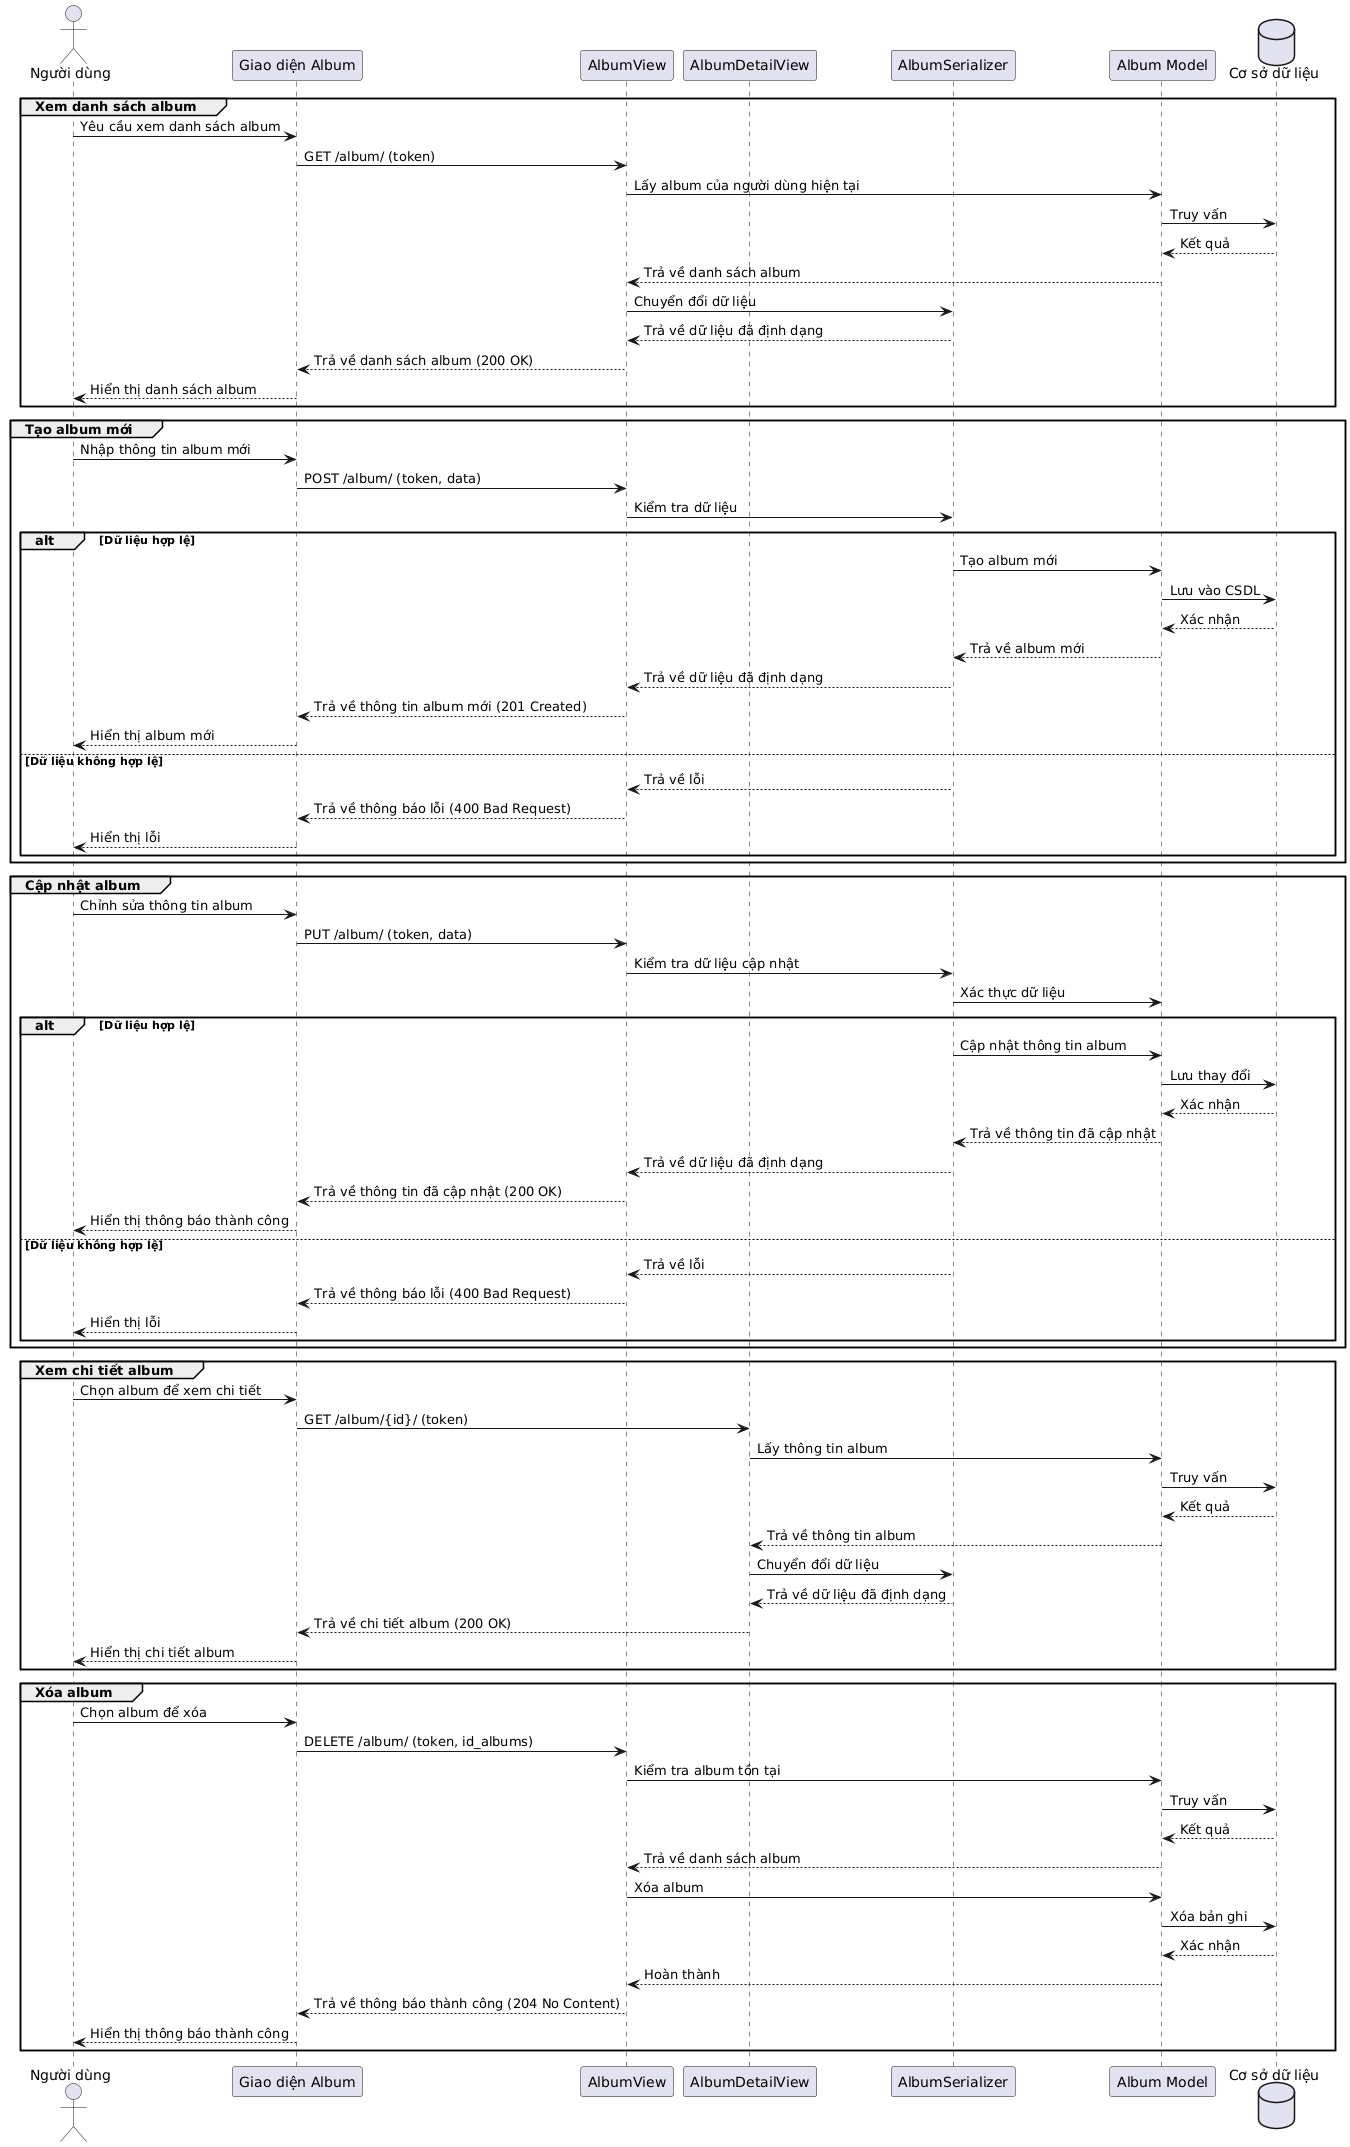 Người dùng
Giao diện Album
AlbumView
AlbumDetailView
AlbumSerializer
Album Model
Cơ sở dữ liệu
Xem danh sách album
Yêu cầu xem danh sách album
GET /album/ (token)
Lấy album của người dùng hiện tại
Truy vấn
Kết quả
Trả về danh sách album
Chuyển đổi dữ liệu
Trả về dữ liệu đã định dạng
Trả về danh sách album (200 OK)
Hiển thị danh sách album
Tạo album mới
Nhập thông tin album mới
POST /album/ (token, data)
Kiểm tra dữ liệu
alt [Dữ liệu hợp lệ]
Tạo album mới
Lưu vào CSDL
Xác nhận
Trả về album mới
Trả về dữ liệu đã định dạng
Trả về thông tin album mới (201 Created)
Hiển thị album mới
[Dữ liệu không hợp lệ]
Trả về lỗi
Trả về thông báo lỗi (400 Bad Request)
Hiển thị lỗi
Cập nhật album
Chỉnh sửa thông tin album
PUT /album/ (token, data)
Kiểm tra dữ liệu cập nhật
Xác thực dữ liệu
alt [Dữ liệu hợp lệ]
Cập nhật thông tin album
Lưu thay đổi
Xác nhận
Trả về thông tin đã cập nhật
Trả về dữ liệu đã định dạng
Trả về thông tin đã cập nhật (200 OK)
Hiển thị thông báo thành công
[Dữ liệu không hợp lệ]
Trả về lỗi
Trả về thông báo lỗi (400 Bad Request)
Hiển thị lỗi
Xem chi tiết album
Chọn album để xem chi tiết
GET /album/{id}/ (token)
Lấy thông tin album
Truy vấn
Kết quả
Trả về thông tin album
Chuyển đổi dữ liệu
Trả về dữ liệu đã định dạng
Trả về chi tiết album (200 OK)
Hiển thị chi tiết album
Xóa album
Chọn album để xóa
DELETE /album/ (token, id_albums)
Kiểm tra album tồn tại
Truy vấn
Kết quả
Trả về danh sách album
Xóa album
Xóa bản ghi
Xác nhận
Hoàn thành
Trả về thông báo thành công (204 No Content)
Hiển thị thông báo thành công
Người dùng
Giao diện Album
AlbumView
AlbumDetailView
AlbumSerializer
Album Model
Cơ sở dữ liệu